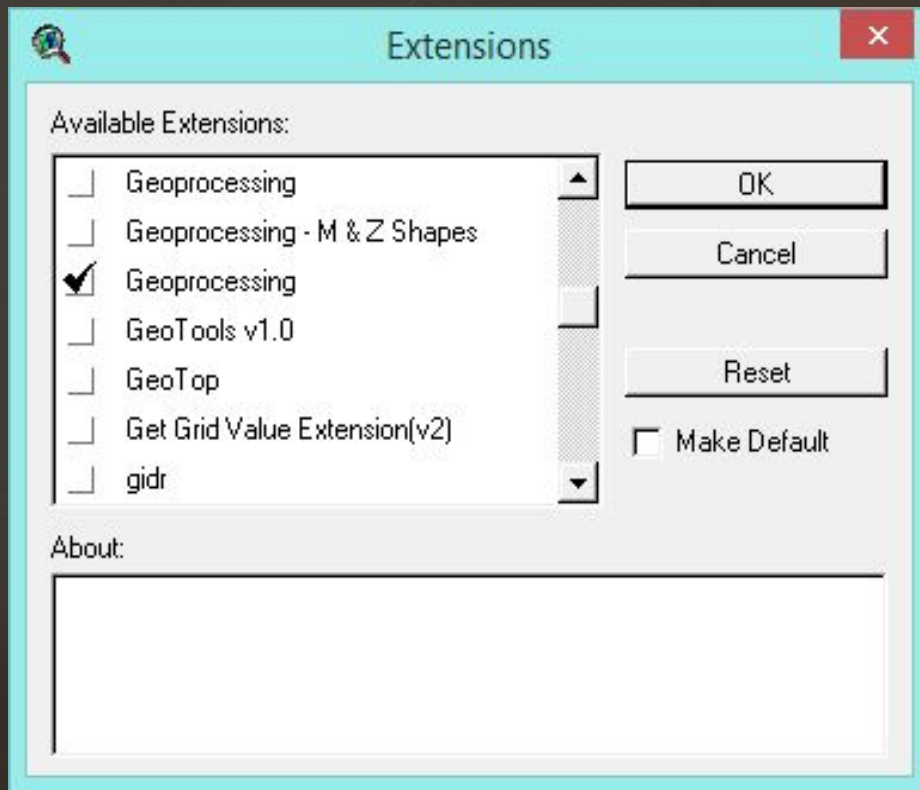 Extensions
Available Extensions:
Geoprocessing
Geoprocessing - M & Z Shapes
Geoprocessing
GeoTools v1.0
GeoTop
Get Grid Value Extension(v2)
gidr
OK
Cancel
Reset
Make Default
About: